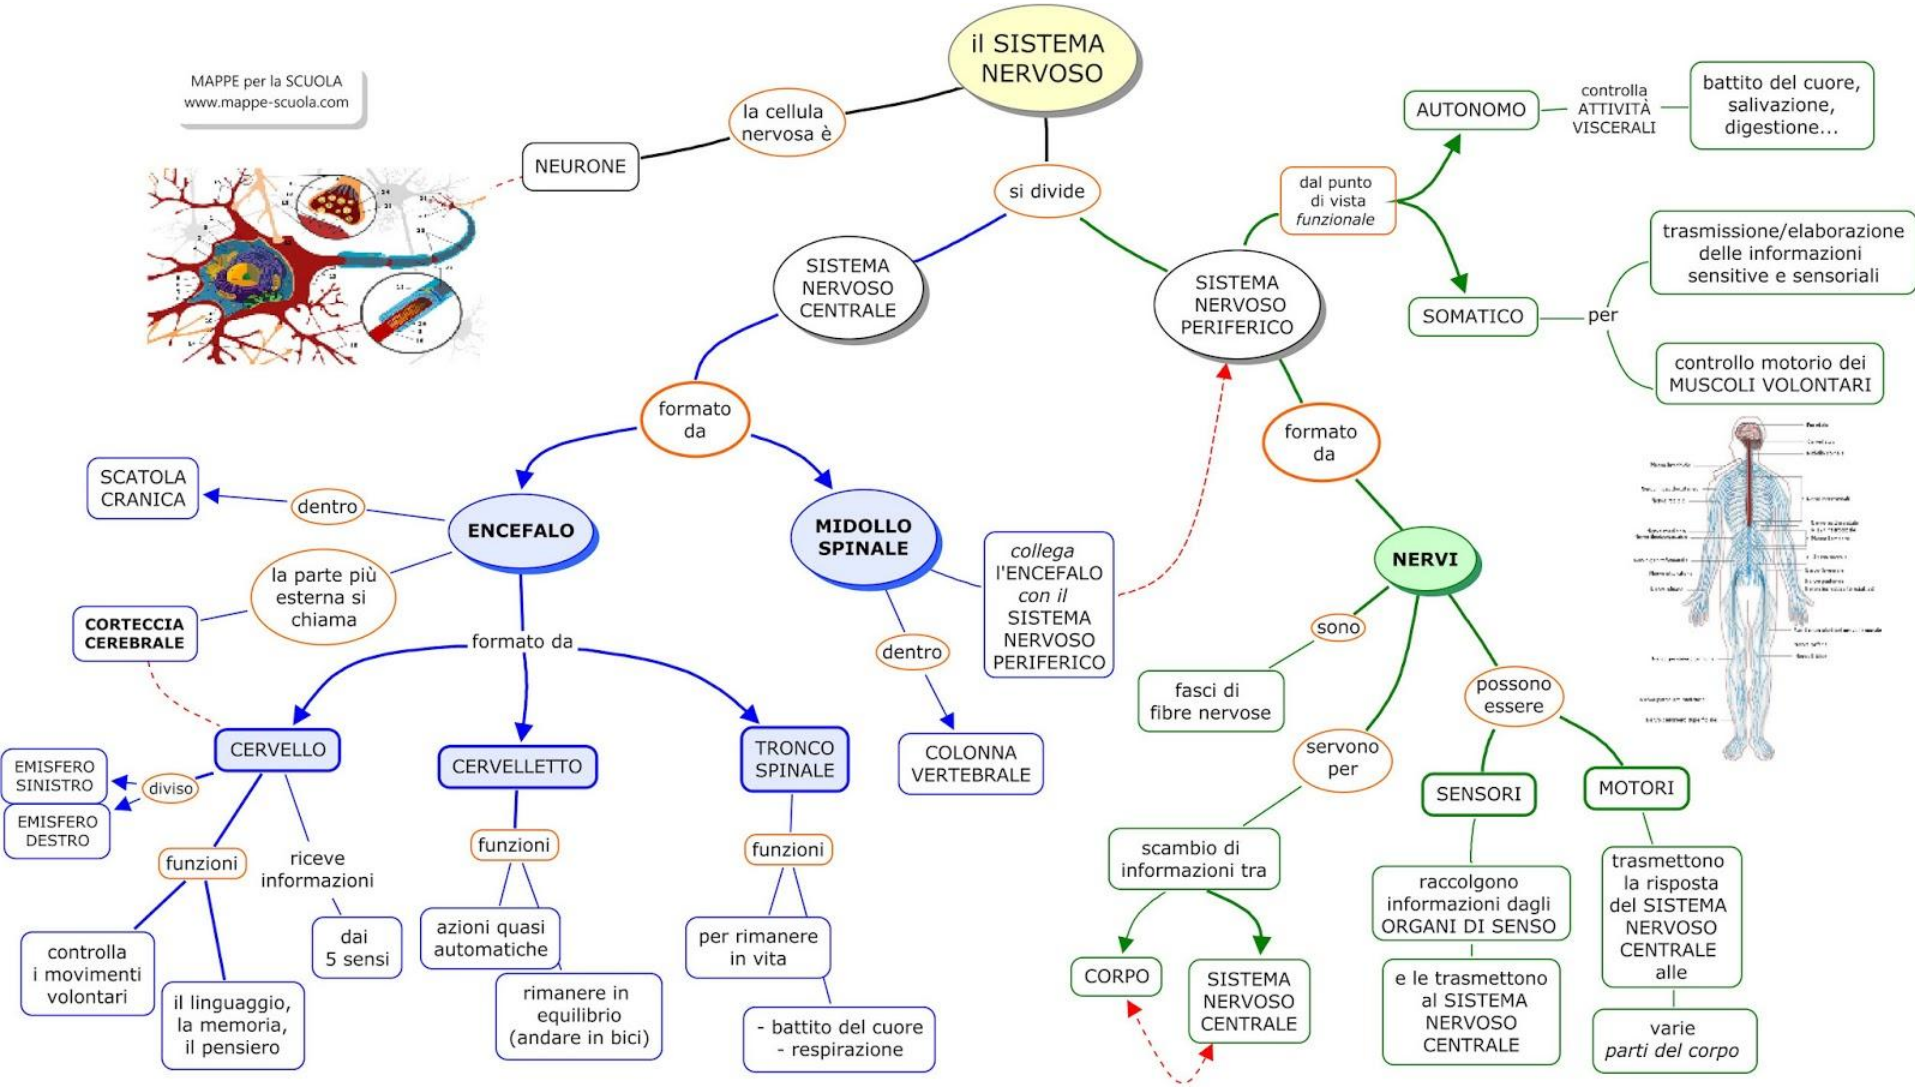 il SISTEMA
NERVOSO
MAPPE per la SCUOLA
www.mappe-scuola.com
la cellula
nervosa è
NEURONE
si divide
SISTEMA
NERVOSO
CENTRALE
SISTEMA
NERVOSO
PERIFERICO
dal punto
di vista
funzionale
AUTONOMO
controlla
ATTIVITÀ
VISCERALI
battito del cuore,
salivazione,
digestione...
SOMATICO
per
trasmissione/elaborazione
delle informazioni
sensitive e sensoriali
controllo motorio dei
MUSCOLI VOLONTARI
formato
da
ENCEFALO
dentro
SCATOLA
CRANICA
la parte più
esterna si
chiama
CORTECCIA
CEREBRALE
formato da
CERVELLO
diviso
EMISFERO
SINISTRO
EMISFERO
DESTRO
funzioni
controlla
i movimenti
volontari
il linguaggio,
la memoria,
il pensiero
riceve
informazioni
dai
5 sensi
CERVELLETTO
funzioni
azioni quasi
automatiche
rimanere in
equilibrio
(andare in bici)
TRONCO
SPINALE
funzioni
per rimanere
in vita
- battito del cuore
- respirazione
MIDOLLO
SPINALE
dentro
COLONNA
VERTEBRALE
collega
l'ENCEFALO
con il
SISTEMA
NERVOSO
PERIFERICO
formato
da
NERVI
sono
fasci di
fibre nervose
servono
per
scambio di
informazioni tra
CORPO
SISTEMA
NERVOSO
CENTRALE
possono
essere
SENSORI
raccolgono
informazioni dagli
ORGANI DI SENSO
e le trasmettono
al SISTEMA
NERVOSO
CENTRALE
MOTORI
trasmettono
la risposta
del SISTEMA
NERVOSO
CENTRALE
alle
varie
parti del corpo